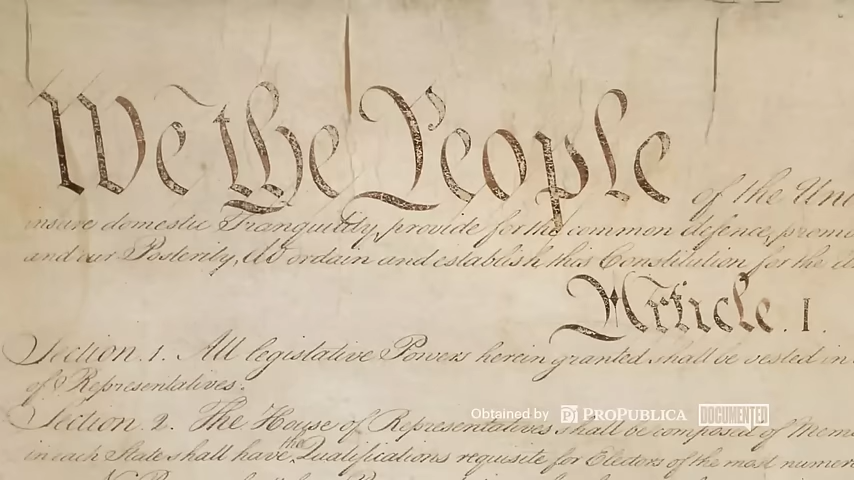 We the People of the Uni
insure domestic Tranquility, provide for the common defence, promo
and our Posterity, do ordain and establish this Constitution for the
Article. I.
Section. 1. All legislative Powers herein granted shall be vested in
of Representatives.
Section. 2. The House of Representatives shall be composed of Mem
in each State shall have the Qualifications requisite for Electors of the most numer
No
Obtained by PROPUBLICA DOCUMENTED